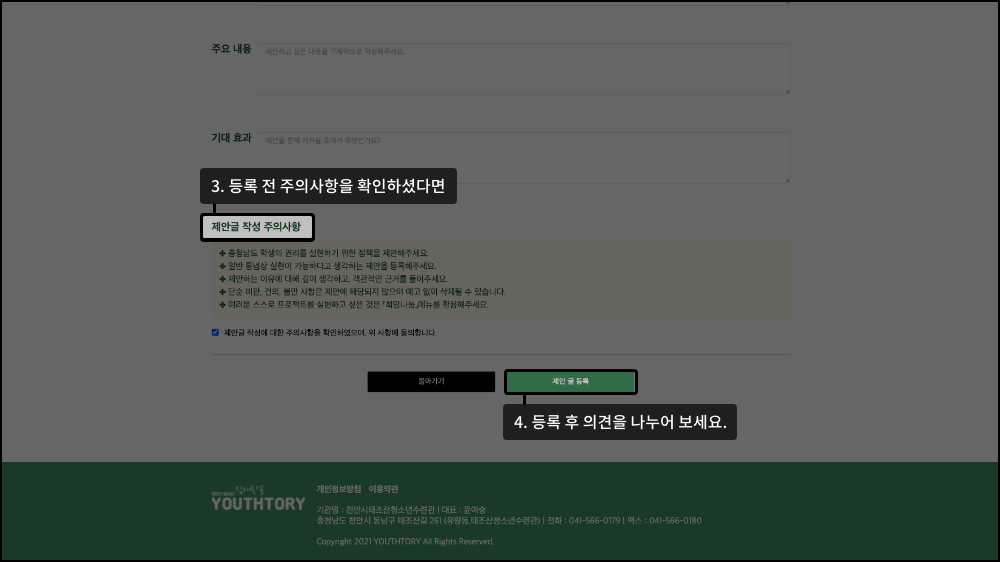 주요 내용
제안하고 싶은 내용을 구체적으로 작성해주세요.
기대 효과
제안을 통해 기대할 효과가 무엇인가요?
3. 등록 전 주의사항을 확인하셨다면
제안글 작성 주의사항
✤ 충청남도 학생의 권리를 실현하기 위한 정책을 제안해주세요.
✤ 일반 통념상 실현이 가능하다고 생각하는 제안을 등록해주세요.
✤ 제안하는 이유에 대해 깊이 생각하고, 객관적인 근거를 들어주세요.
✤ 단순 비판, 건의, 불만 사항은 제안에 해당되지 않으며 예고 없이 삭제될 수 있습니다.
✤ 여러분 스스로 프로젝트를 실현하고 싶은 것은 「희망나눔」메뉴를 활용해주세요.
제안글 작성에 대한 주의사항을 확인하였으며, 위 사항에 동의합니다.
돌아가기
제안 글 등록
4. 등록 후 의견을 나누어 보세요.
YOUTHTORY
개인정보방침 이용약관
기관명 : 천안시태조산청소년수련관 | 대표 : 윤여숭
충청남도 천안시 동남구 태조산길 261 (유량동,태조산청소년수련관) | 전화 : 041-566-0179 | 팩스 : 041-566-0180
Copyright 2021 YOUTHTORY All Rights Reserved.